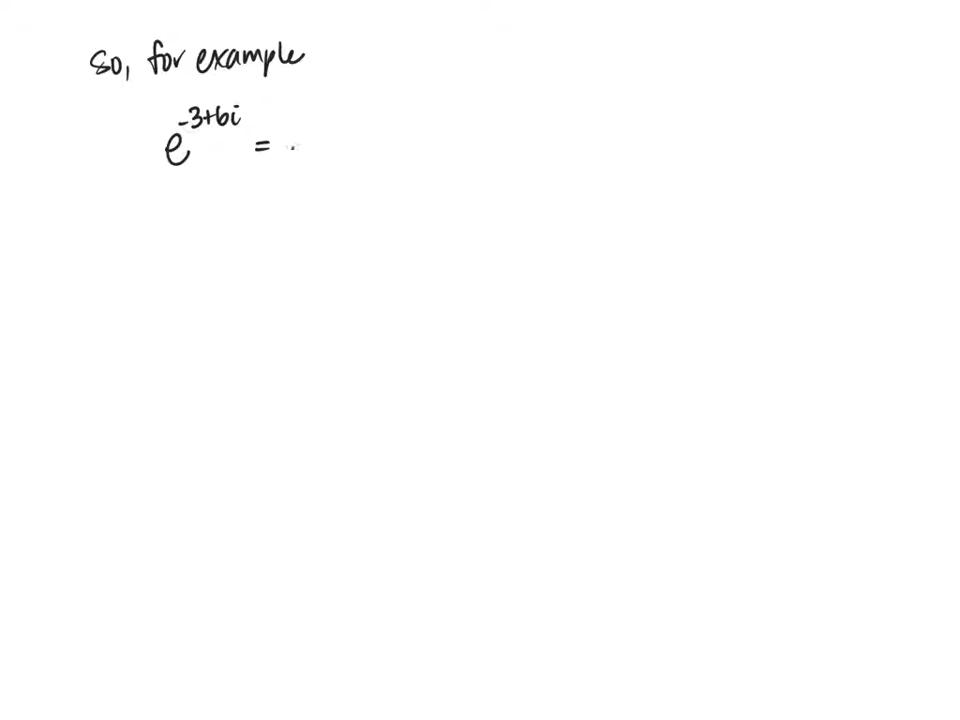 so, for example
e^{-3+6i} = .